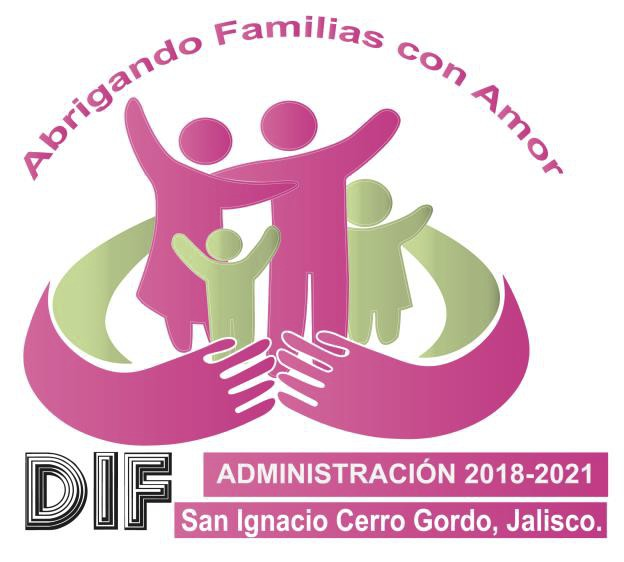 Abrigando Familias con Amor
DIF
ADMINISTRACIÓN 2018-2021
San Ignacio Cerro Gordo, Jalisco.